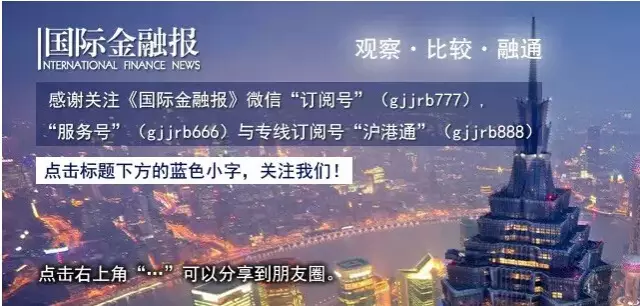 国际金融报
INTERNATIONAL FINANCE NEWS
观察·比较·融通
感谢关注《国际金融报》微信“订阅号”（gjjrb777），
“服务号”（gjjrb666）与专线订阅号“沪港通”（gjjrb888）
点击标题下方的蓝色小字，关注我们！
点击右上角“…”可以分享到朋友圈。